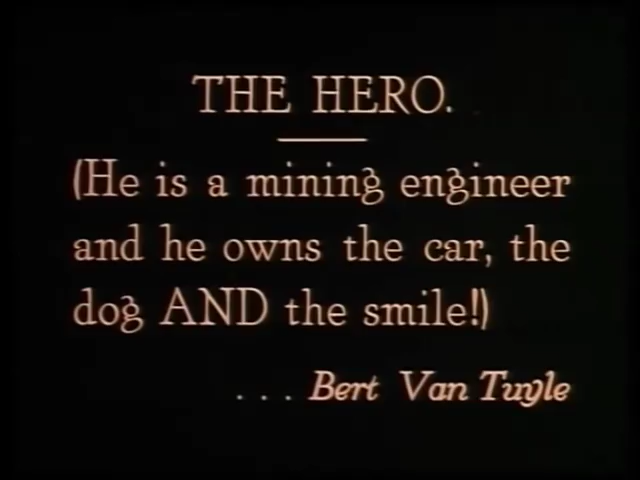 THE HERO.
(He is a mining engineer
and he owns the car, the
dog AND the smile!)
... Bert Van Tuyle